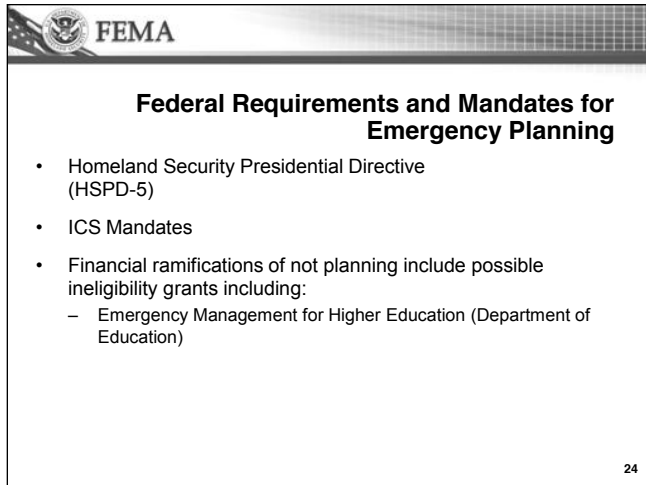 FEMA
Federal Requirements and Mandates for
Emergency Planning
• Homeland Security Presidential Directive
(HSPD-5)
• ICS Mandates
• Financial ramifications of not planning include possible
ineligibility grants including:
– Emergency Management for Higher Education (Department of
Education)
24